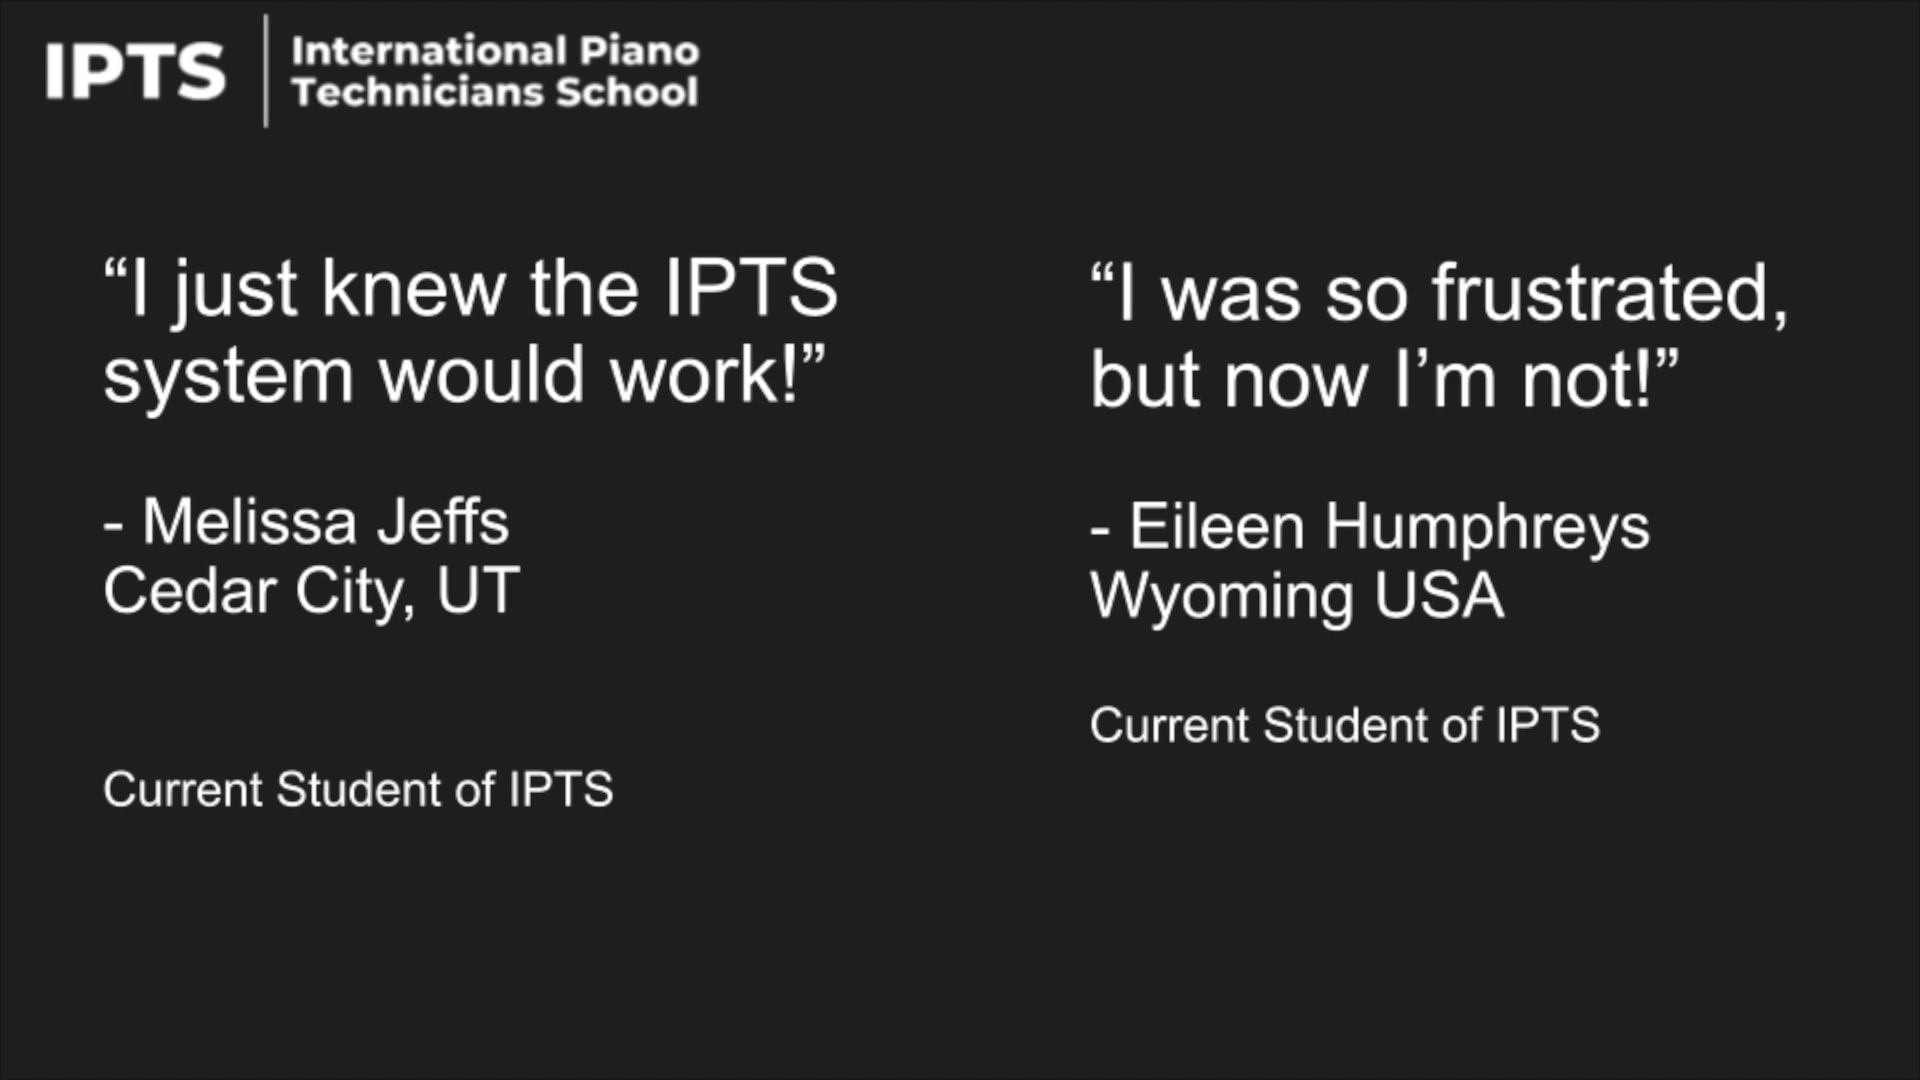 IPTS
International Piano
Technicians School
“I just knew the IPTS
system would work!”
- Melissa Jeffs
Cedar City, UT
Current Student of IPTS
“I was so frustrated,
but now I’m not!”
- Eileen Humphreys
Wyoming USA
Current Student of IPTS